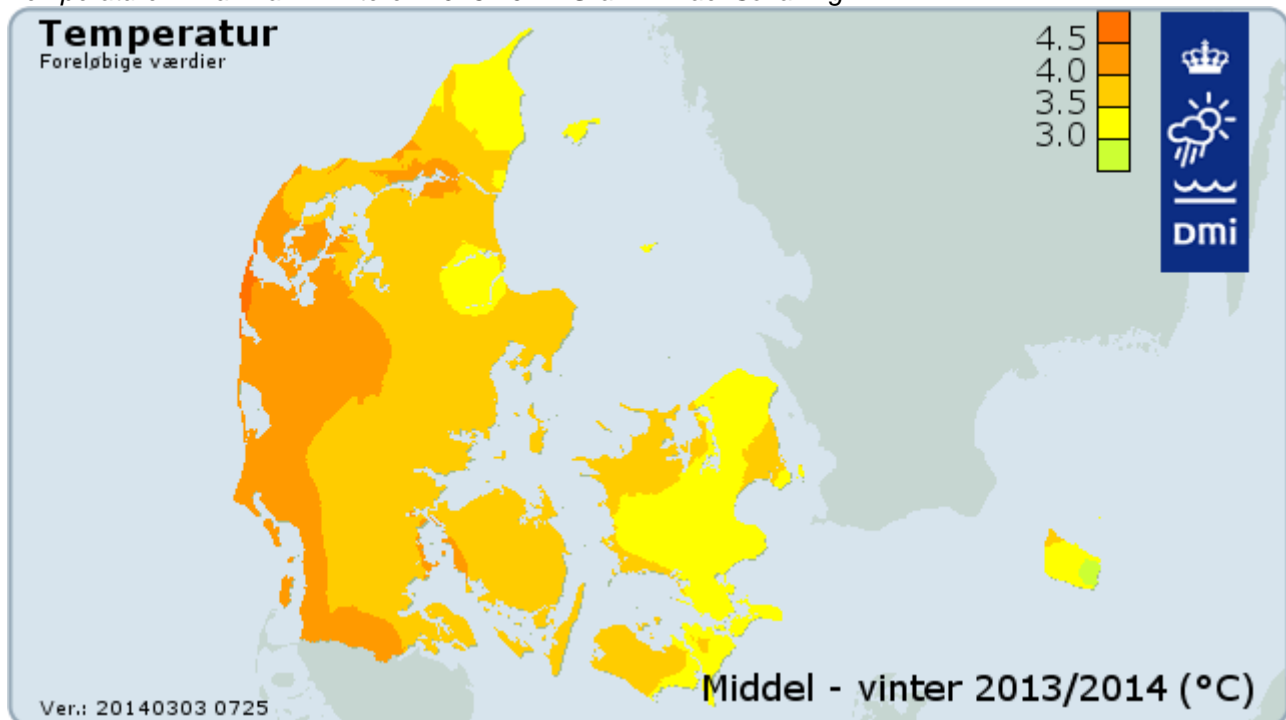 Temperatur
Foreløbige værdier
4.5
4.0
3.5
3.0
DMi
Middel - vinter 2013/2014 (°C)
Ver.: 20140303 0725